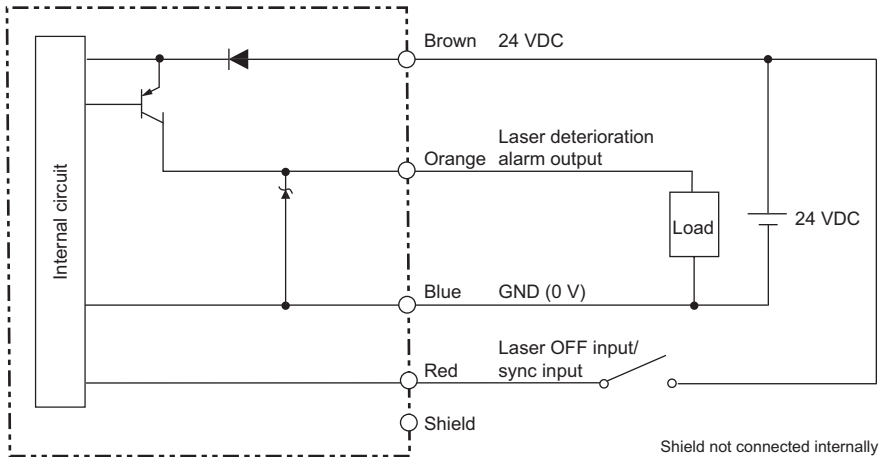 Internal circuit
Brown 24 VDC
Orange
Laser deterioration
alarm output
Load
24 VDC
Blue GND (0 V)
Red
Laser OFF input/
sync input
Shield
Shield not connected internally